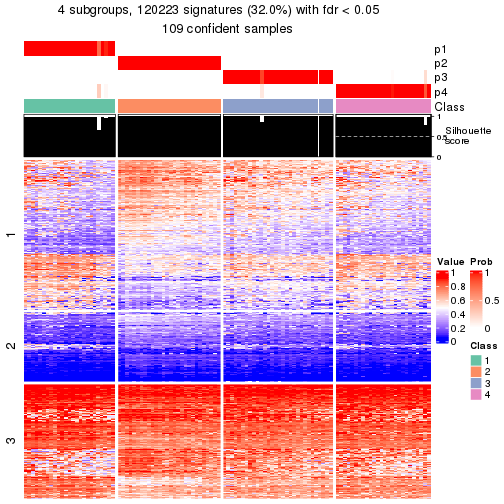 4 subgroups, 120223 signatures (32.0%) with fdr < 0.05
109 confident samples
p1
p2
p3
p4
Class
1
0.5
0
Silhouette
score
1
2
3
Value
1
0.8
0.6
0.4
0.2
0
Prob
1
0.5
0
Class
1
2
3
4